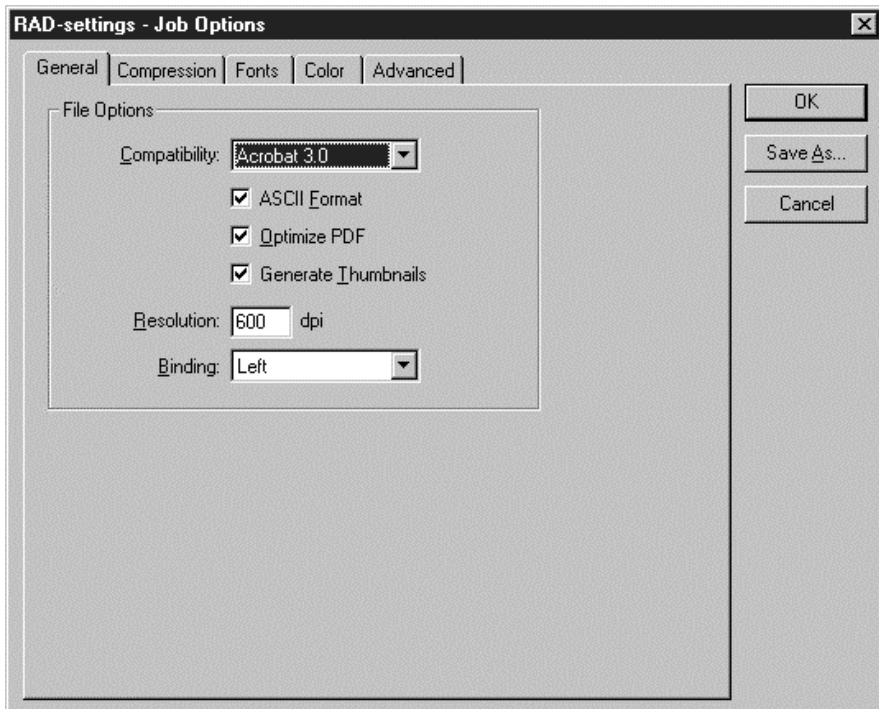 RAD-settings - Job Options
General Compression Fonts Color Advanced
File Options
Compatibility: Acrobat 3.0
ASCII Format
Optimize PDF
Generate Thumbnails
Resolution: 600 dpi
Binding: Left
OK
Save As...
Cancel